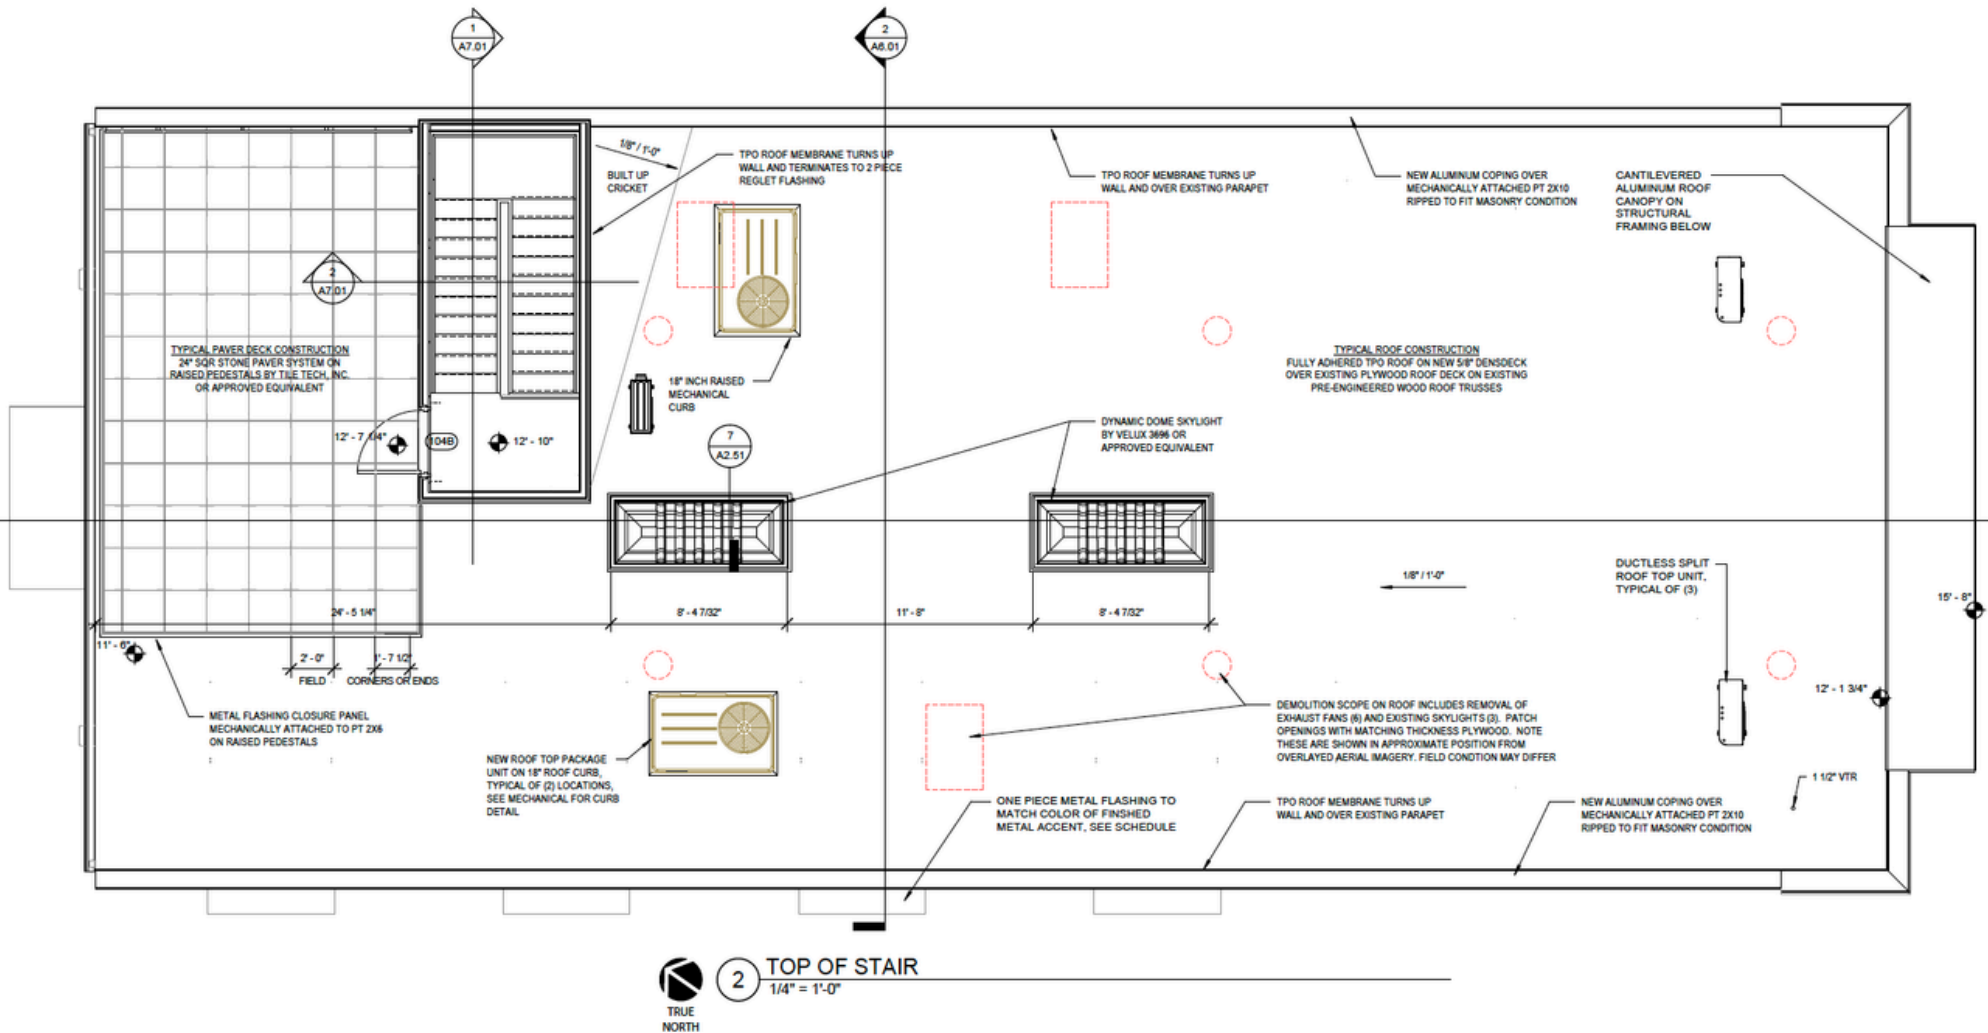 1
A7.01
2
A6.01
1/8" / 1'-0"
BUILT UP
CRICKET
TPO ROOF MEMBRANE TURNS UP
WALL AND TERMINATES TO 2 PIECE
REGLET FLASHING
TPO ROOF MEMBRANE TURNS UP
WALL AND OVER EXISTING PARAPET
NEW ALUMINUM COPING OVER
MECHANICALLY ATTACHED PT 2X10
RIPPED TO FIT MASONRY CONDITION
CANTILEVERED
ALUMINUM ROOF
CANOPY ON
STRUCTURAL
FRAMING BELOW
2
A7.01
TYPICAL PAVER DECK CONSTRUCTION
24" SQR STONE PAVER SYSTEM ON
RAISED PEDESTALS BY TILE TECH, INC.
OR APPROVED EQUIVALENT
18" INCH RAISED
MECHANICAL
CURB
TYPICAL ROOF CONSTRUCTION
FULLY ADHERED TPO ROOF ON NEW 5/8" DENSDECK
OVER EXISTING PLYWOOD ROOF DECK ON EXISTING
PRE-ENGINEERED WOOD ROOF TRUSSES
12' - 7 1/4"
104B
12' - 10"
7
A2.51
DYNAMIC DOME SKYLIGHT
BY VELUX 3696 OR
APPROVED EQUIVALENT
1/8" / 1'-0"
DUCTLESS SPLIT
ROOF TOP UNIT,
TYPICAL OF (3)
15' - 8"
24' - 5 1/4"
8' - 4 7/32"
11' - 8"
8' - 4 7/32"
11' - 6"
2' - 0"
1' - 7 1/2"
FIELD
CORNERS OR ENDS
METAL FLASHING CLOSURE PANEL
MECHANICALLY ATTACHED TO PT 2X6
ON RAISED PEDESTALS
NEW ROOF TOP PACKAGE
UNIT ON 18" ROOF CURB,
TYPICAL OF (2) LOCATIONS,
SEE MECHANICAL FOR CURB
DETAIL
12' - 1 3/4"
DEMOLITION SCOPE ON ROOF INCLUDES REMOVAL OF
EXHAUST FANS (6) AND EXISTING SKYLIGHTS (3). PATCH
OPENINGS WITH MATCHING THICKNESS PLYWOOD. NOTE
THESE ARE SHOWN IN APPROXIMATE POSITION FROM
OVERLAYED AERIAL IMAGERY. FIELD CONDTION MAY DIFFER
1 1/2" VTR
ONE PIECE METAL FLASHING TO
MATCH COLOR OF FINSHED
METAL ACCENT, SEE SCHEDULE
TPO ROOF MEMBRANE TURNS UP
WALL AND OVER EXISTING PARAPET
NEW ALUMINUM COPING OVER
MECHANICALLY ATTACHED PT 2X10
RIPPED TO FIT MASONRY CONDITION
2
TOP OF STAIR
1/4" = 1'-0"
TRUE
NORTH